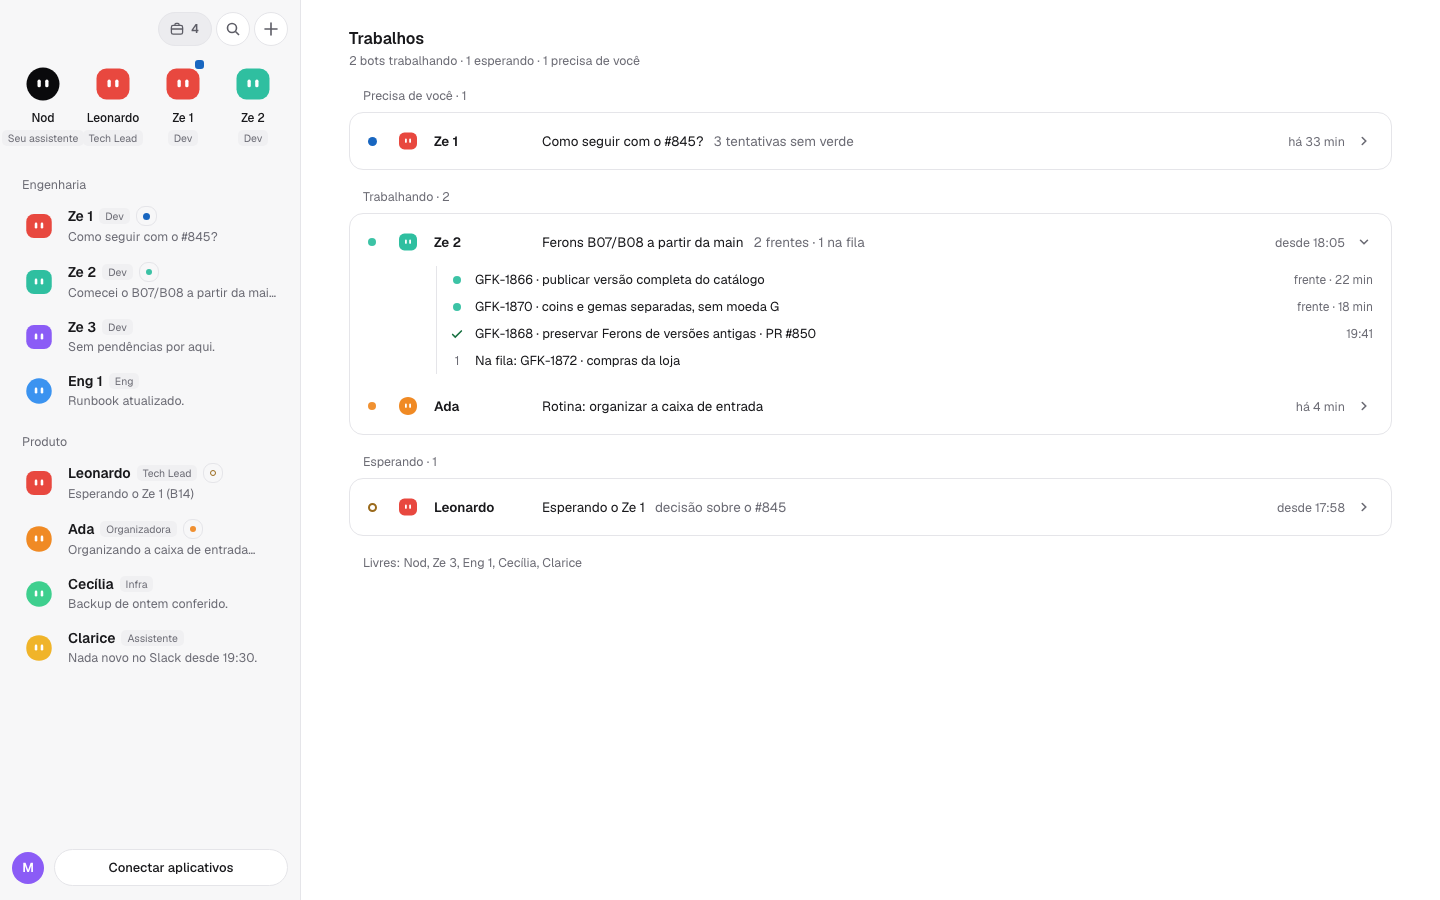 4
Nod
Leonardo
Ze 1
Ze 2
Seu assistente
Tech Lead
Dev
Dev
Engenharia
Ze 1 Dev
Como seguir com o #845?
Ze 2 Dev
Comecei o B07/B08 a partir da mai...
Ze 3 Dev
Sem pendências por aqui.
Eng 1 Eng
Runbook atualizado.
Produto
Leonardo Tech Lead
Esperando o Ze 1 (B14)
Ada Organizadora
Organizando a caixa de entrada...
Cecília Infra
Backup de ontem conferido.
Clarice Assistente
Nada novo no Slack desde 19:30.
M
Conectar aplicativos
Trabalhos
2 bots trabalhando · 1 esperando · 1 precisa de você
Precisa de você · 1
Ze 1 Como seguir com o #845? 3 tentativas sem verde há 33 min
Trabalhando · 2
Ze 2 Ferons B07/B08 a partir da main 2 frentes · 1 na fila desde 18:05
GFK-1866 · publicar versão completa do catálogo frente · 22 min
GFK-1870 · coins e gemas separadas, sem moeda G frente · 18 min
GFK-1868 · preservar Ferons de versões antigas · PR #850 19:41
1 Na fila: GFK-1872 · compras da loja
Ada Rotina: organizar a caixa de entrada há 4 min
Esperando · 1
Leonardo Esperando o Ze 1 decisão sobre o #845 desde 17:58
Livres: Nod, Ze 3, Eng 1, Cecília, Clarice